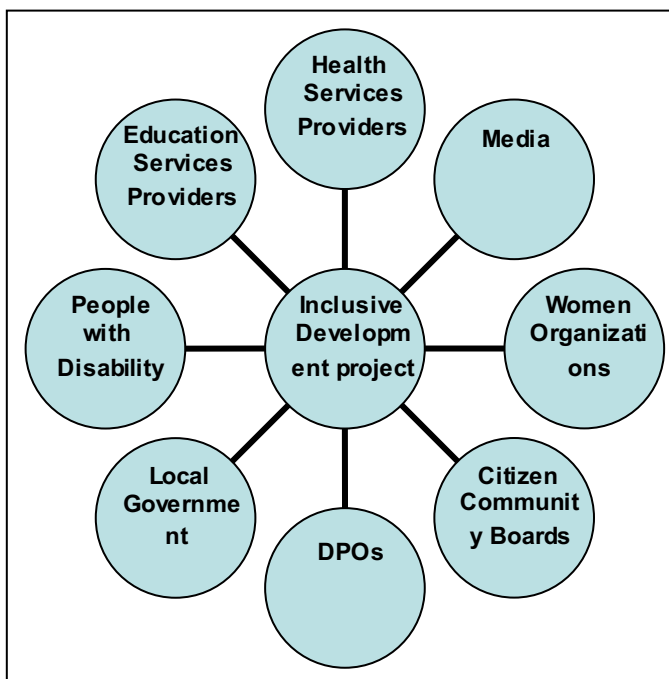 Health
Services
Providers
Education
Services
Providers
Media
People
with
Disability
Inclusive
Developm
ent project
Women
Organizati
ons
Local
Governme
nt
DPOs
Citizen
Communit
y Boards